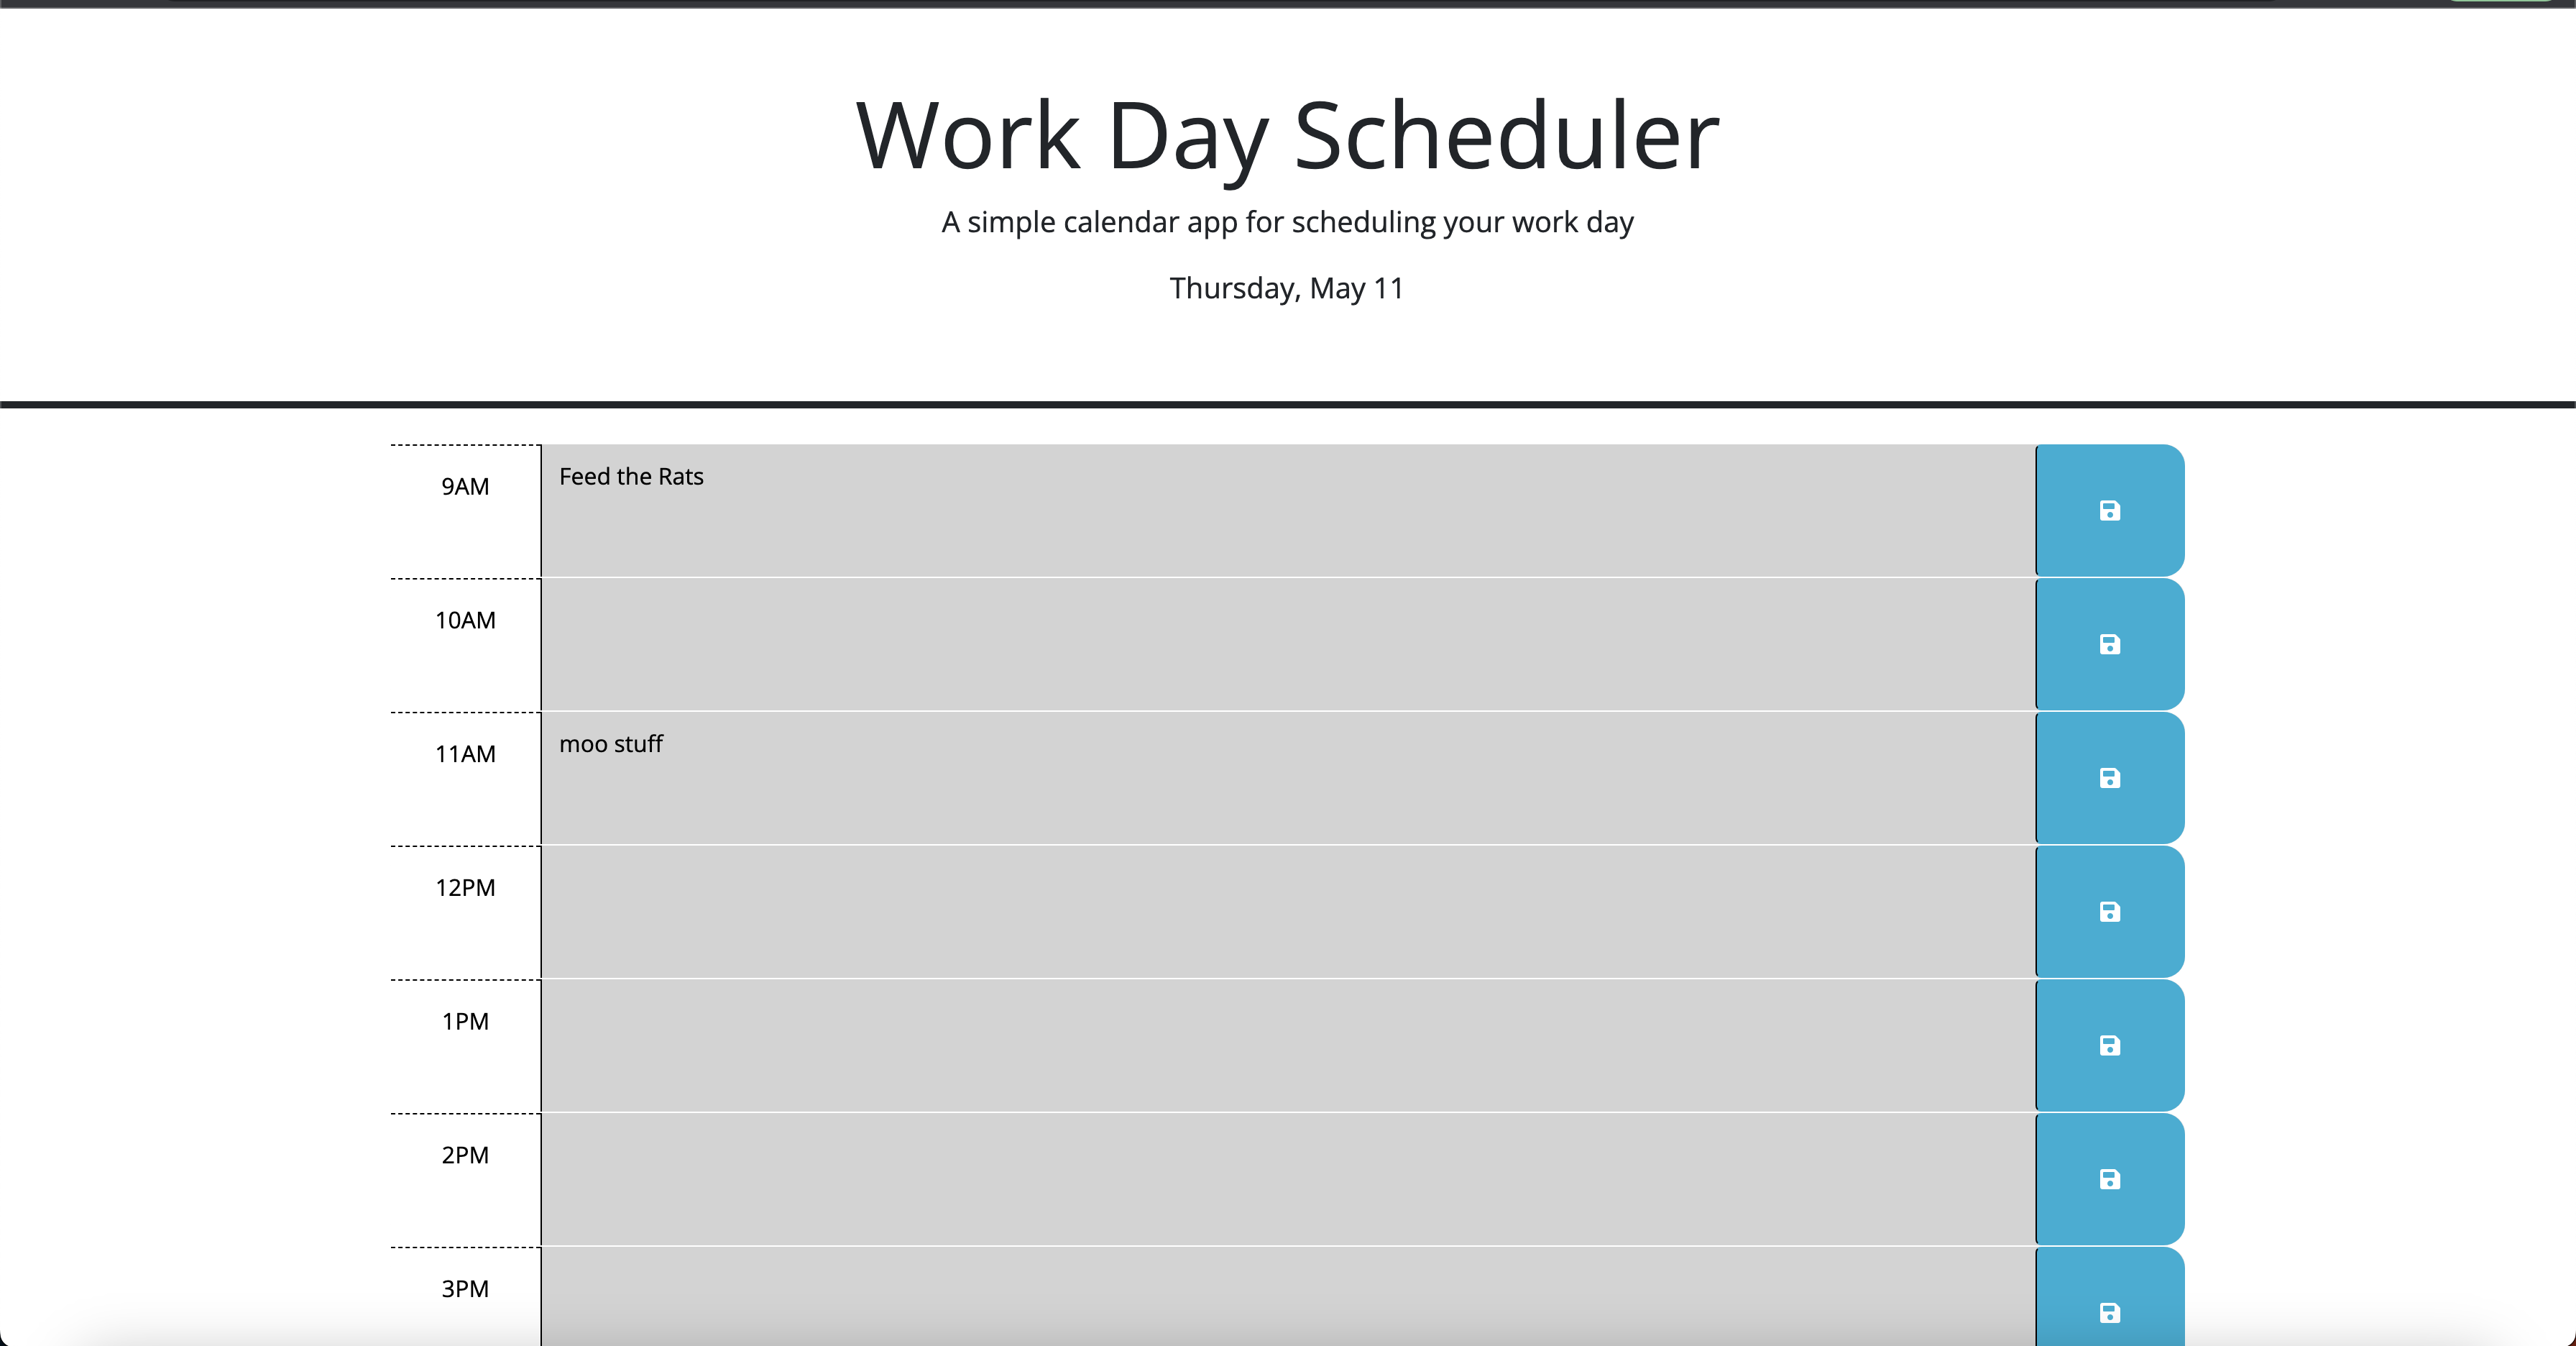 Work Day Scheduler
A simple calendar app for scheduling your work day
Thursday, May 11
9AM
Feed the Rats
10AM
11AM
moo stuff
12PM
1PM
2PM
3PM